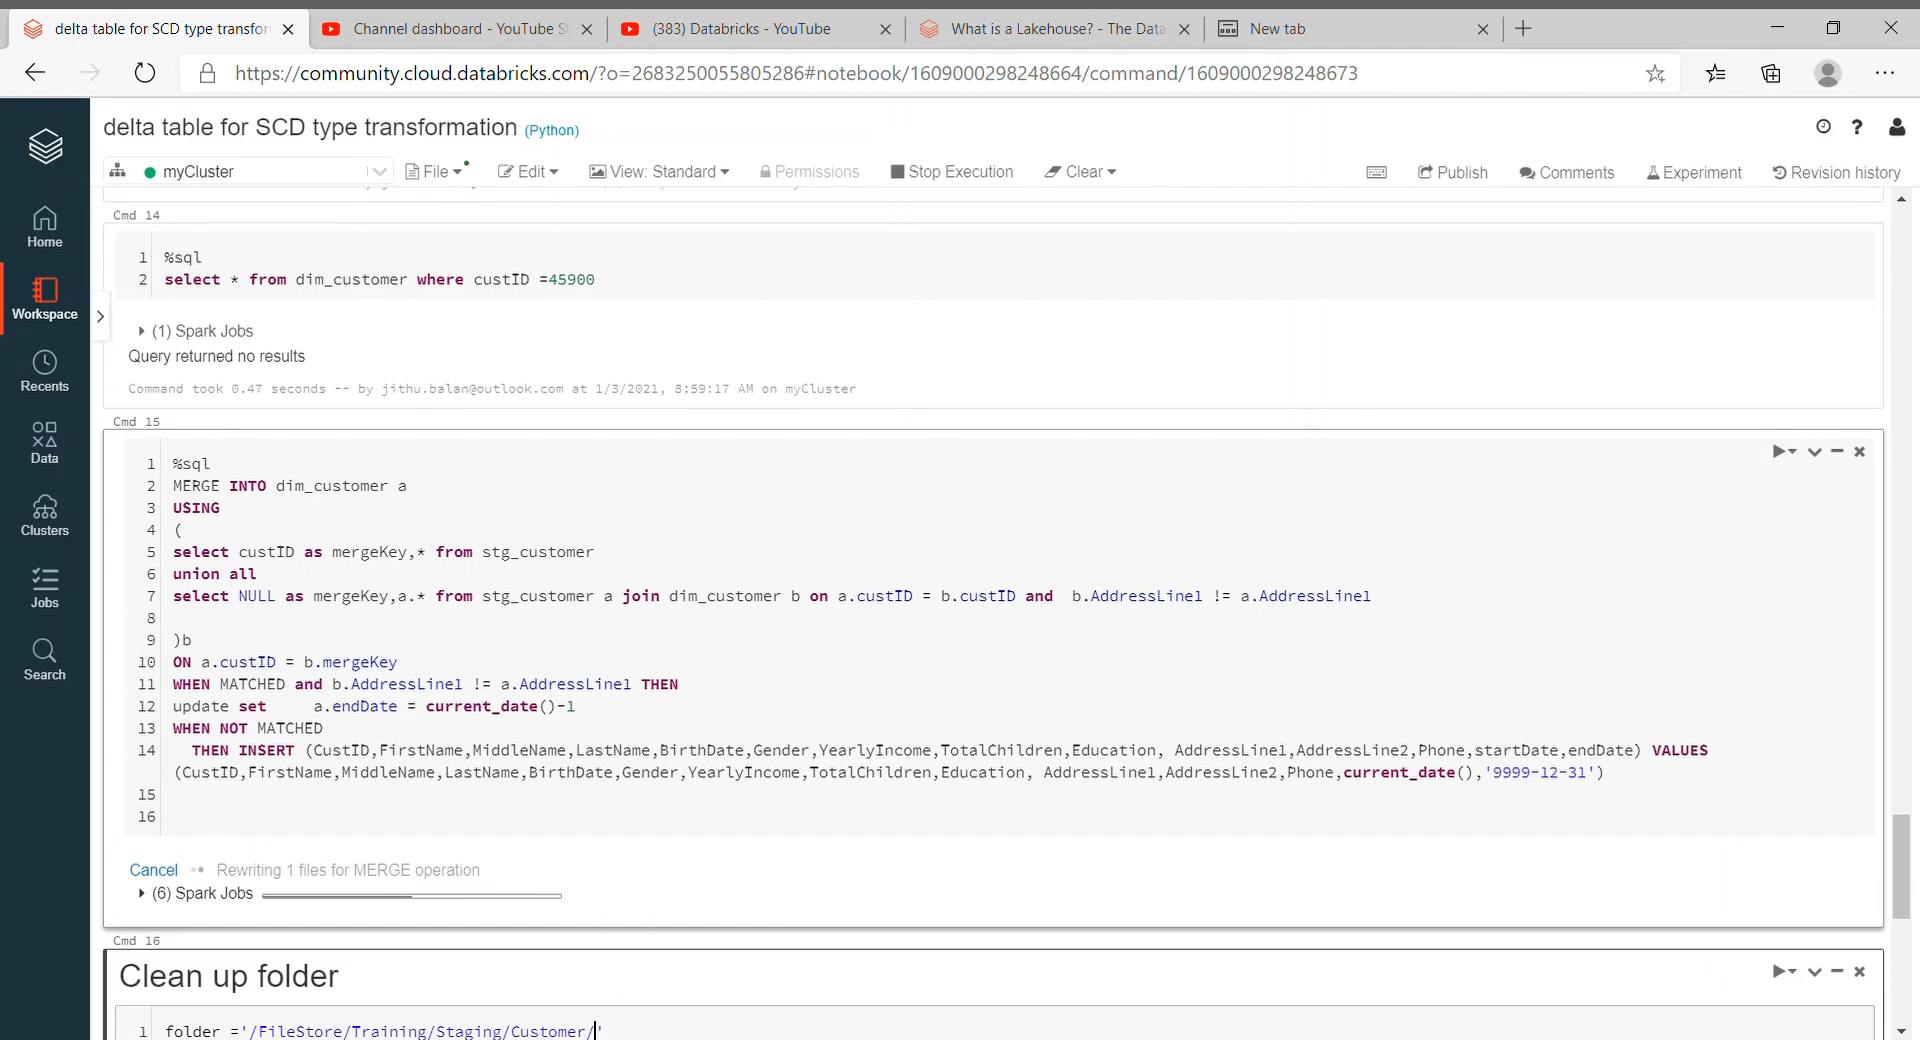 delta table for SCD type transfor
Channel dashboard - YouTube St
(383) Databricks - YouTube
What is a Lakehouse? - The Data
New tab
https://community.cloud.databricks.com/?o=2683250055805286#notebook/1609000298248664/command/1609000298248673
delta table for SCD type transformation (Python)
myCluster
File
Edit
View: Standard
Permissions
Stop Execution
Clear
Publish
Comments
Experiment
Revision history
Home
Workspace
Recents
Data
Clusters
Jobs
Search
Cmd 14
1 %sql
2 select * from dim_customer where custID =45900
(1) Spark Jobs
Query returned no results
Command took 0.47 seconds -- by jithu.balan@outlook.com at 1/3/2021, 8:59:17 AM on myCluster
Cmd 15
1 %sql
2 MERGE INTO dim_customer a
3 USING
4 (
5 select custID as mergeKey,* from stg_customer
6 union all
7 select NULL as mergeKey,a.* from stg_customer a join dim_customer b on a.custID = b.custID and  b.AddressLine1 != a.AddressLine1
8
9 )b
10 ON a.custID = b.mergeKey
11 WHEN MATCHED and b.AddressLine1 != a.AddressLine1 THEN
12 update set     a.endDate = current_date()-1
13 WHEN NOT MATCHED
14   THEN INSERT (CustID,FirstName,MiddleName,LastName,BirthDate,Gender,YearlyIncome,TotalChildren,Education, AddressLine1,AddressLine2,Phone,startDate,endDate) VALUES
(CustID,FirstName,MiddleName,LastName,BirthDate,Gender,YearlyIncome,TotalChildren,Education, AddressLine1,AddressLine2,Phone,current_date(),'9999-12-31')
15
16
Cancel Rewriting 1 files for MERGE operation
(6) Spark Jobs
Cmd 16
Clean up folder
1 folder ='/FileStore/Training/Staging/Customer/'